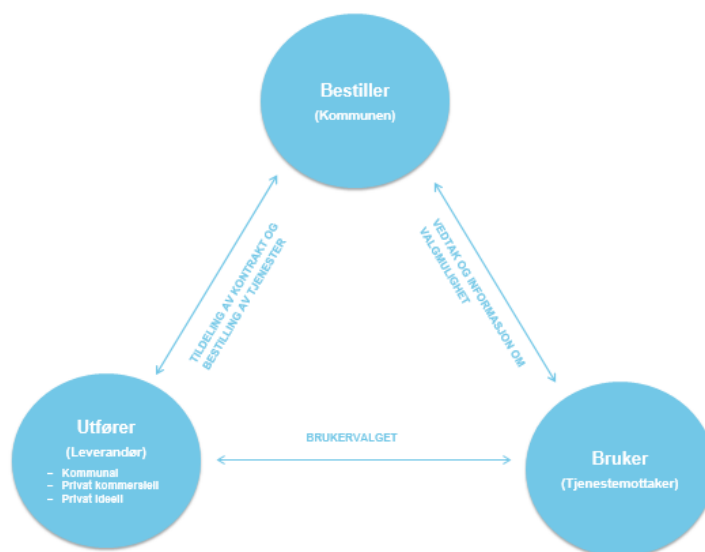 Bestiller
(Kommunen)
TILDELING AV KONTRAKT OG
BESTILLING AV TJENESTER
VEDTAK OG INFORMASJON OM
VALGMULIGHET
Utfører
(Leverandør)
– Kommunal
– Privat kommersiell
– Privat ideell
BRUKERVALGET
Bruker
(Tjenestemottaker)